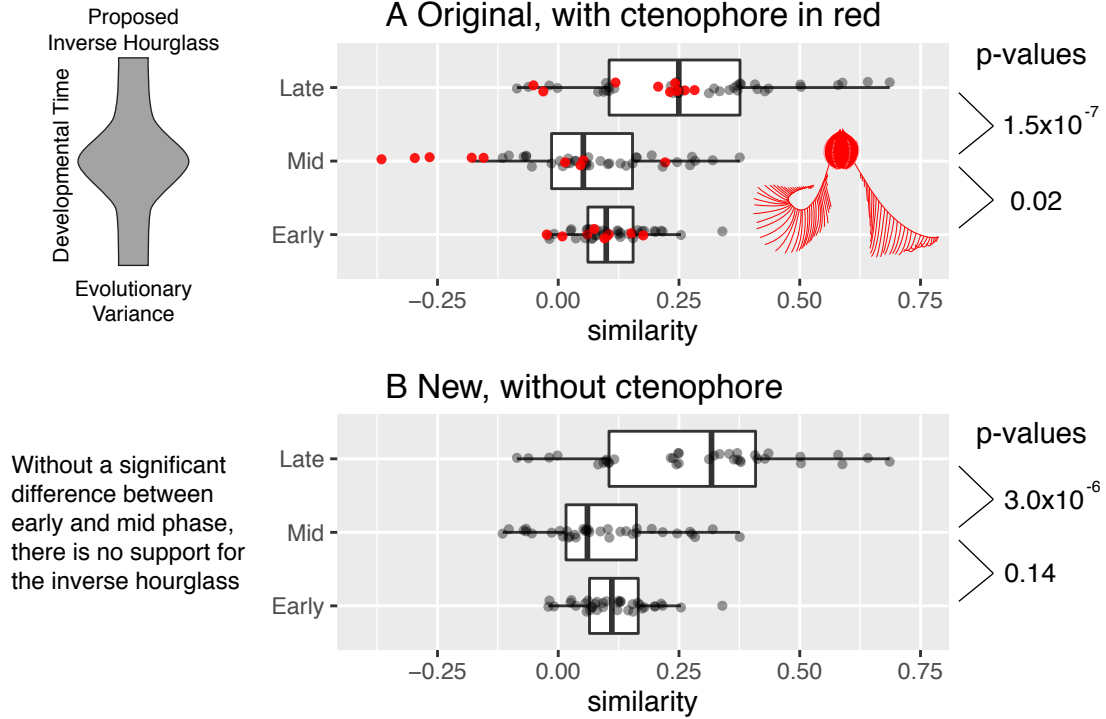 Proposed
Inverse Hourglass
Developmental Time
Evolutionary
Variance
A Original, with ctenophore in red
Late
Mid
Early
−0.25 0.00 0.25 0.50 0.75
similarity
p-values
1.5x10⁻⁷
0.02
B New, without ctenophore
Without a significant
difference between
early and mid phase,
there is no support for
the inverse hourglass
Late
Mid
Early
−0.25 0.00 0.25 0.50 0.75
similarity
p-values
3.0x10⁻⁶
0.14